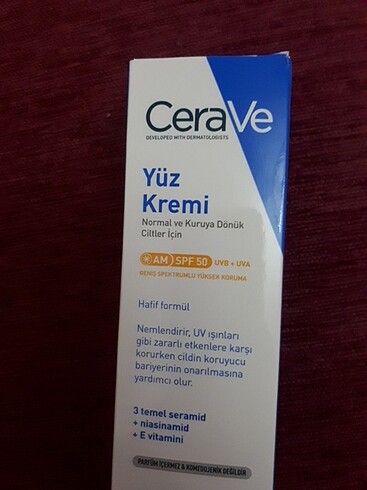 CeraVe
DEVELOPED WITH DERMATOLOGISTS
Yüz
Kremi
Normal ve Kuruya Dönük
Ciltler İçin
AM SPF 50 UVB + UVA
GENİŞ SPEKTRUMLU YÜKSEK KORUMA
Hafif formül
Nemlendirir, UV ışınları
gibi zararlı etkenlere karşı
korurken cildin koruyucu
bariyerinin onarılmasına
yardımcı olur.
3 temel seramid
+ niasinamid
+ E vitamini
PARFÜM İÇERMEZ & KOMEDOJENİK DEĞİLDİR